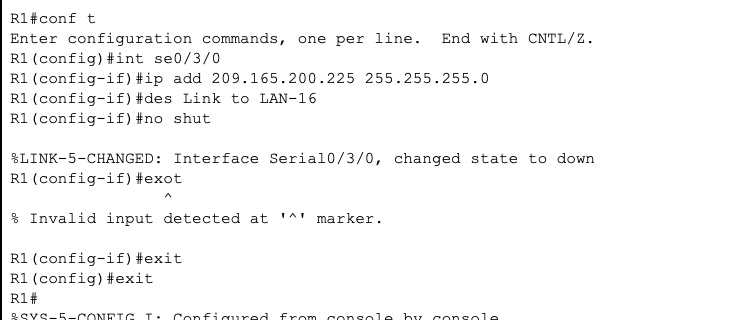 R1#conf t
Enter configuration commands, one per line.  End with CNTL/Z.
R1(config)#int se0/3/0
R1(config-if)#ip add 209.165.200.225 255.255.255.0
R1(config-if)#des Link to LAN-16
R1(config-if)#no shut
%LINK-5-CHANGED: Interface Serial0/3/0, changed state to down
R1(config-if)#exot
^
% Invalid input detected at '^' marker.
R1(config-if)#exit
R1(config)#exit
R1#
%SYS-5-CONFIG_I: Configured from console by console